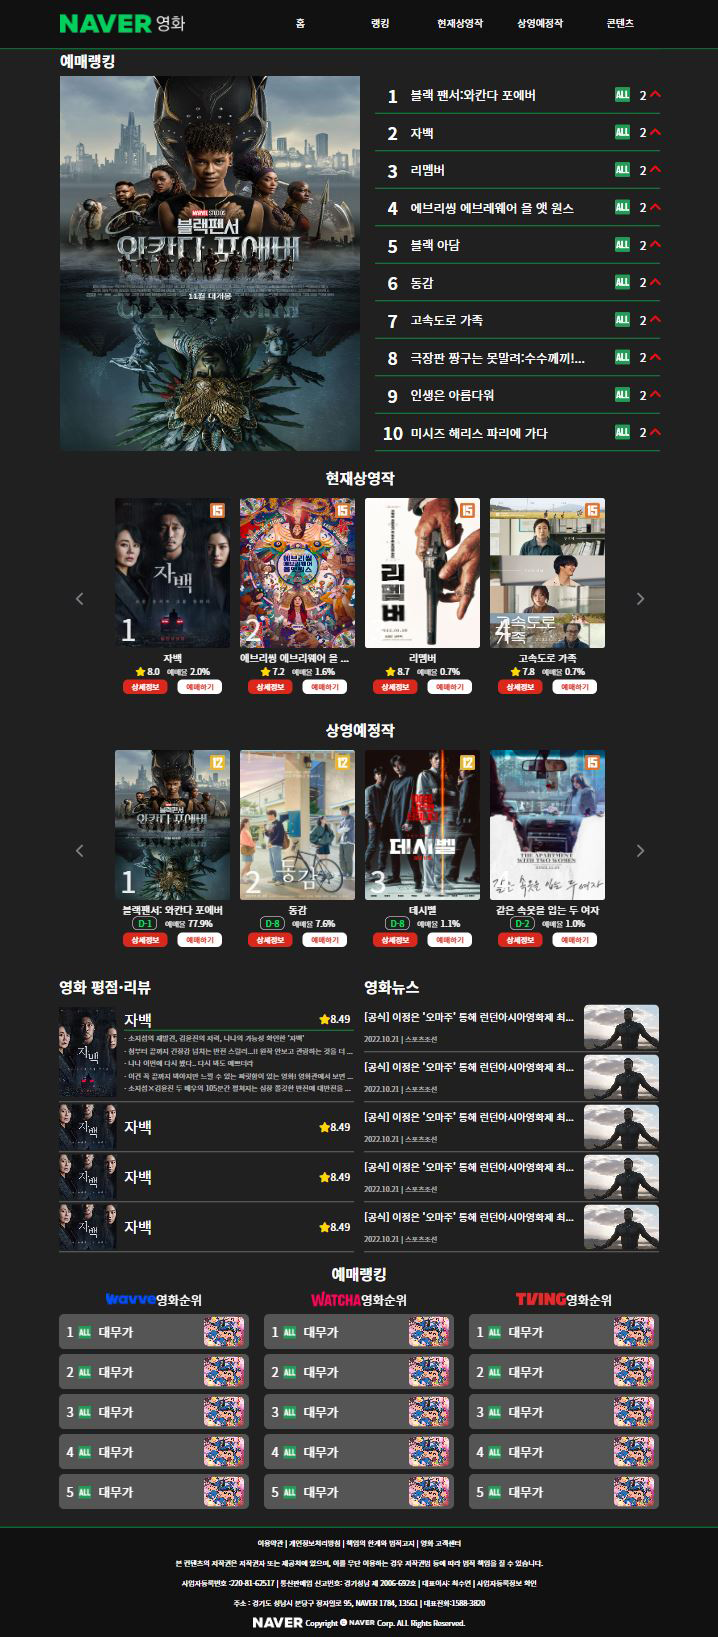 NAVER 영화
홈 랭킹 현재상영작 상영예정작 콘텐츠
예매랭킹
MARVEL STUDIOS
블랙팬서
와칸다 포에버
11월 대개봉
1 블랙 팬서:와칸다 포에버 ALL 2
2 자백 ALL 2
3 리멤버 ALL 2
4 에브리씽 에브레웨어 올 앳 원스 ALL 2
5 블랙 아담 ALL 2
6 동감 ALL 2
7 고속도로 가족 ALL 2
8 극장판 짱구는 못말려:수수께끼!... ALL 2
9 인생은 아름다워 ALL 2
10 미시즈 해리스 파리에 가다 ALL 2
현재상영작
15 15 15
자백
에브리씽
에브리웨어
올앳원스
리멤버
고속도로
가족
1 2 4
자백 에브리씽 에브리웨어 올 ... 리멤버 고속도로 가족
8.0 예매율 2.0% 7.2 예매율 1.6% 8.7 예매율 0.7% 7.8 예매율 0.7%
상세정보 예매하기 상세정보 예매하기 상세정보 예매하기 상세정보 예매하기
상영예정작
12 12 12 15
블랙팬서
와칸다 포에버
동감
데시벨
THE APARTMENT
WITH TWO WOMEN
같은 속옷을 입는 두 여자
1 2 3
블랙팬서: 와칸다 포에버 동감 데시벨 같은 속옷을 입는 두 여자
D-1 예매율 77.9% D-8 예매율 7.6% D-8 예매율 1.1% D-2 예매율 1.0%
상세정보 예매하기 상세정보 예매하기 상세정보 예매하기 상세정보 예매하기
영화 평점·리뷰
자백
자백 8.49
- 소지섭의 재발견, 김윤진의 저력, 나나의 가능성 확인한 '자백'
- 첨부터 끝까지 긴장감 넘치는 반전 스릴러...!! 원작 안보고 관람하는 것을 더 ...
- 나나 이번에 다시 봤다.. 다시 봐도 예쁘더라
- 이건 꼭 끝까지 봐야지만 느낄 수 있는 짜릿함이 있는 영화! 영화관에서 보면 ...
- 소지섭×김윤진 두 배우의 105분간 펼쳐지는 심장 쫄깃한 반전에 대반전을 ...
자백
자백 8.49
자백
자백 8.49
자백
자백 8.49
영화뉴스
[공식] 이정은 '오마주' 통해 런던아시아영화제 최...
2022.10.21 | 스포츠조선
[공식] 이정은 '오마주' 통해 런던아시아영화제 최...
2022.10.21 | 스포츠조선
[공식] 이정은 '오마주' 통해 런던아시아영화제 최...
2022.10.21 | 스포츠조선
[공식] 이정은 '오마주' 통해 런던아시아영화제 최...
2022.10.21 | 스포츠조선
[공식] 이정은 '오마주' 통해 런던아시아영화제 최...
2022.10.21 | 스포츠조선
예매랭킹
wavve영화순위 WATCHA영화순위 TVING영화순위
1 ALL 대무가 1 ALL 대무가 1 ALL 대무가
2 ALL 대무가 2 ALL 대무가 2 ALL 대무가
3 ALL 대무가 3 ALL 대무가 3 ALL 대무가
4 ALL 대무가 4 ALL 대무가 4 ALL 대무가
5 ALL 대무가 5 ALL 대무가 5 ALL 대무가
이용약관 | 개인정보처리방침 | 책임의 한계와 법적고지 | 영화 고객센터
본 컨텐츠의 저작권은 저작권자 또는 제공처에 있으며, 이를 무단 이용하는 경우 저작권법 등에 따라 법적 책임을 질 수 있습니다.
사업자등록번호 :220-81-62517 | 통신판매업 신고번호: 경기성남 제 2006-692호 | 대표이사: 최수연 | 사업자등록정보 확인
주소 : 경기도 성남시 분당구 정자일로 95, NAVER 1784, 13561 | 대표전화:1588-3820
NAVER Copyright © NAVER Corp. ALL Rights Reserved.